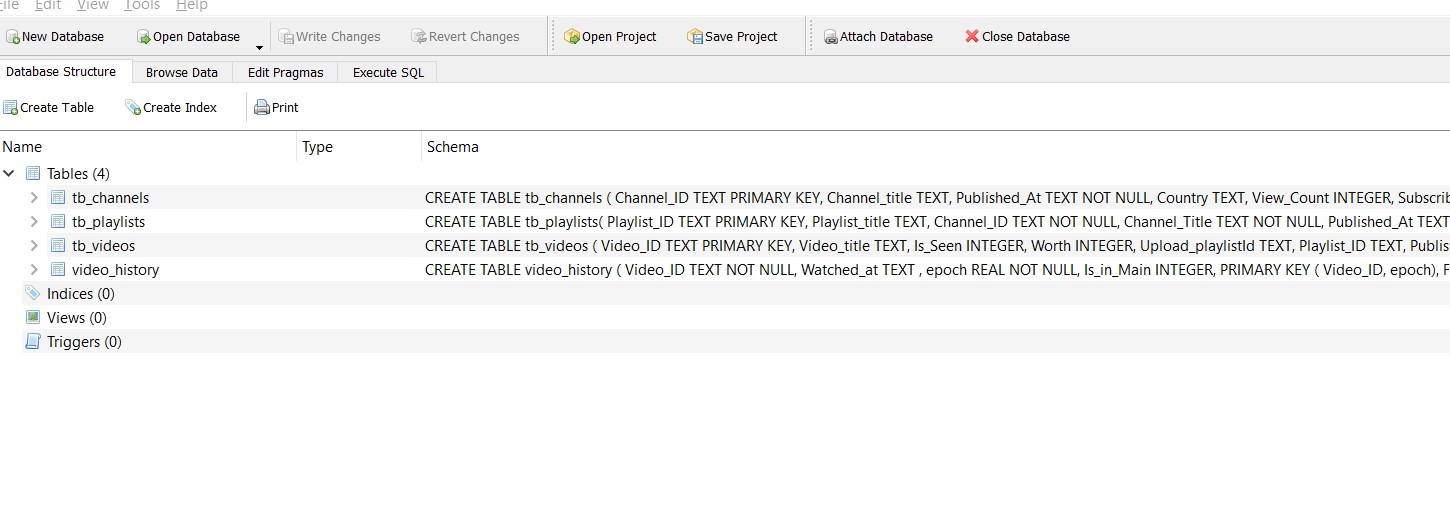 File Edit View Tools Help
New Database Open Database Write Changes Revert Changes Open Project Save Project Attach Database Close Database
Database Structure Browse Data Edit Pragmas Execute SQL
Create Table Create Index Print
Name Type Schema
Tables (4)
tb_channels CREATE TABLE tb_channels ( Channel_ID TEXT PRIMARY KEY, Channel_title TEXT, Published_At TEXT NOT NULL, Country TEXT, View_Count INTEGER, Subscrib
tb_playlists CREATE TABLE tb_playlists( Playlist_ID TEXT PRIMARY KEY, Playlist_title TEXT, Channel_ID TEXT NOT NULL, Channel_Title TEXT NOT NULL, Published_At TEXT
tb_videos CREATE TABLE tb_videos ( Video_ID TEXT PRIMARY KEY, Video_title TEXT, Is_Seen INTEGER, Worth INTEGER, Upload_playlistId TEXT, Playlist_ID TEXT, Publis
video_history CREATE TABLE video_history ( Video_ID TEXT NOT NULL, Watched_at TEXT , epoch REAL NOT NULL, Is_in_Main INTEGER, PRIMARY KEY ( Video_ID, epoch), F
Indices (0)
Views (0)
Triggers (0)